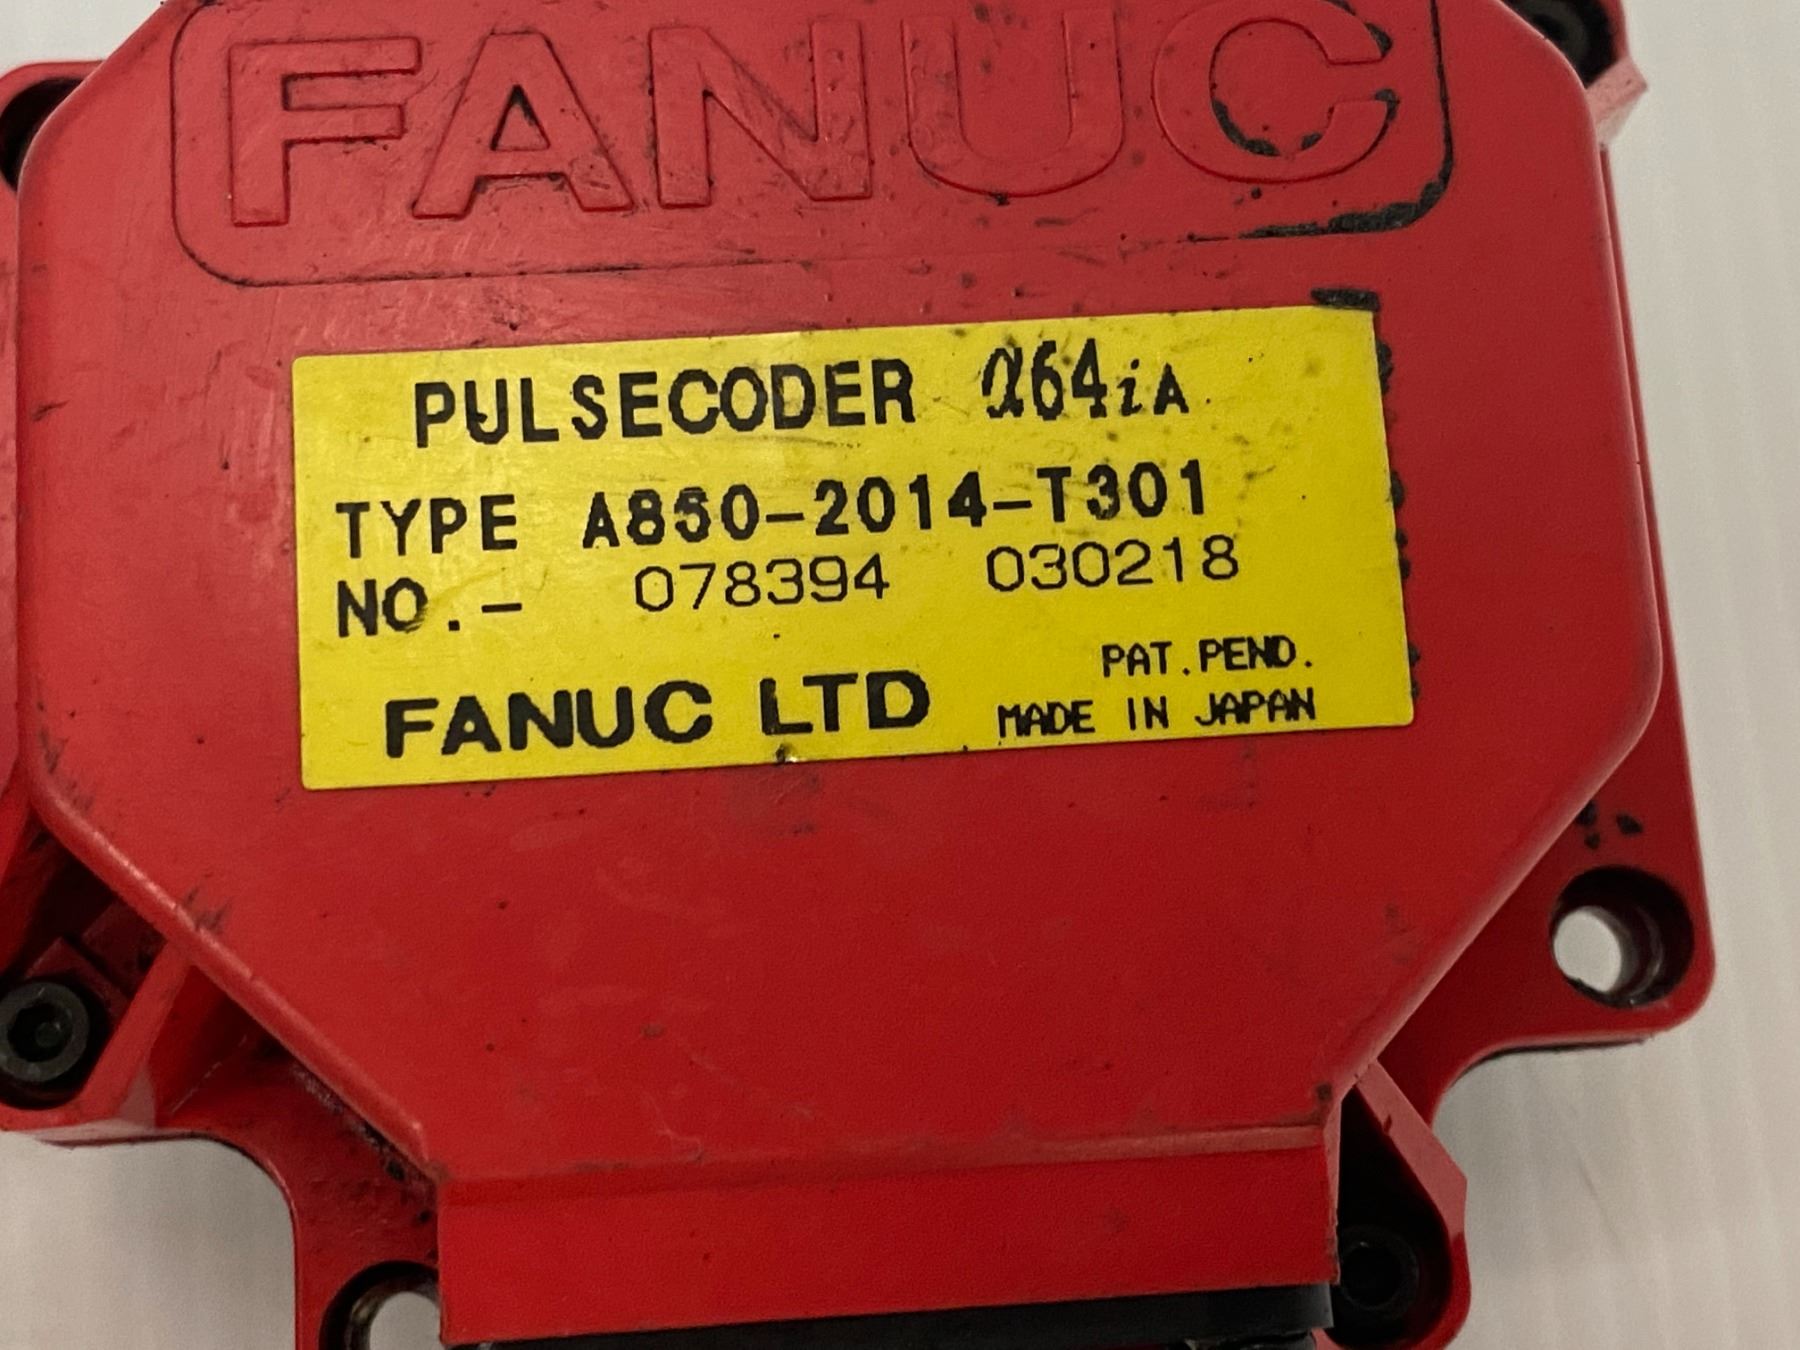 FANUC
PULSECODER α64iA
TYPE A860-2014-T301
NO.- 078394 030218
PAT. PEND.
FANUC LTD MADE IN JAPAN